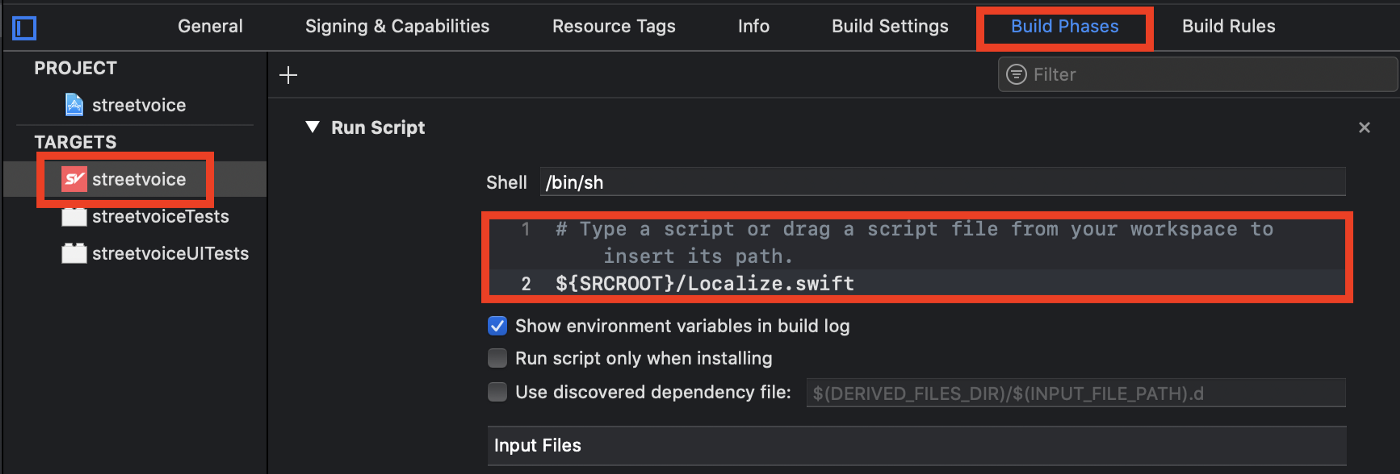 General Signing & Capabilities Resource Tags Info Build Settings Build Phases Build Rules
PROJECT
streetvoice
TARGETS
SV streetvoice
streetvoiceTests
streetvoiceUITests
+ Filter
Run Script
Shell /bin/sh
1 # Type a script or drag a script file from your workspace to
insert its path.
2 ${SRCROOT}/Localize.swift
Show environment variables in build log
Run script only when installing
Use discovered dependency file: $(DERIVED_FILES_DIR)/$(INPUT_FILE_PATH).d
Input Files